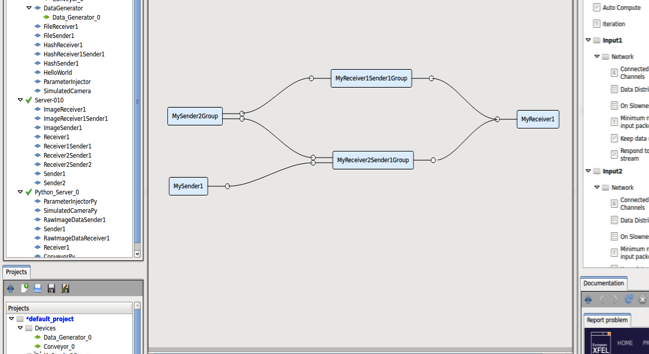 DataGenerator
Data_Generator_0
FileReceiver1
FileSender1
HashReceiver1
HashReceiver1Sender1
HashSender1
HelloWorld
ParameterInjector
SimulatedCamera
Server-010
ImageReceiver1
ImageReceiver1Sender1
ImageSender1
Receiver1
Receiver1Sender1
Receiver2Sender1
Receiver2Sender2
Sender1
Sender2
Python_Server_0
ParameterInjectorPy
SimulatedCameraPy
RawImageDataSender1
Sender1
RawImageDataReceiver1
Receiver1
ConveyorPy
Projects
Projects
*default_project
Devices
Data_Generator_0
Conveyor_0
MySender2Group
MyReceiver1Sender1Group
MyReceiver1
MyReceiver2Sender1Group
MySender1
Auto Compute
Iteration
Input1
Network
Connected
Channels
Data Distri
On Slowne
Minimum n
input pack
Keep data
Respond to
stream
Input2
Network
Connected
Channels
Data Distri
On Slowne
Minimum n
input pack
Documentation
Report problem
European
XFEL
HOME